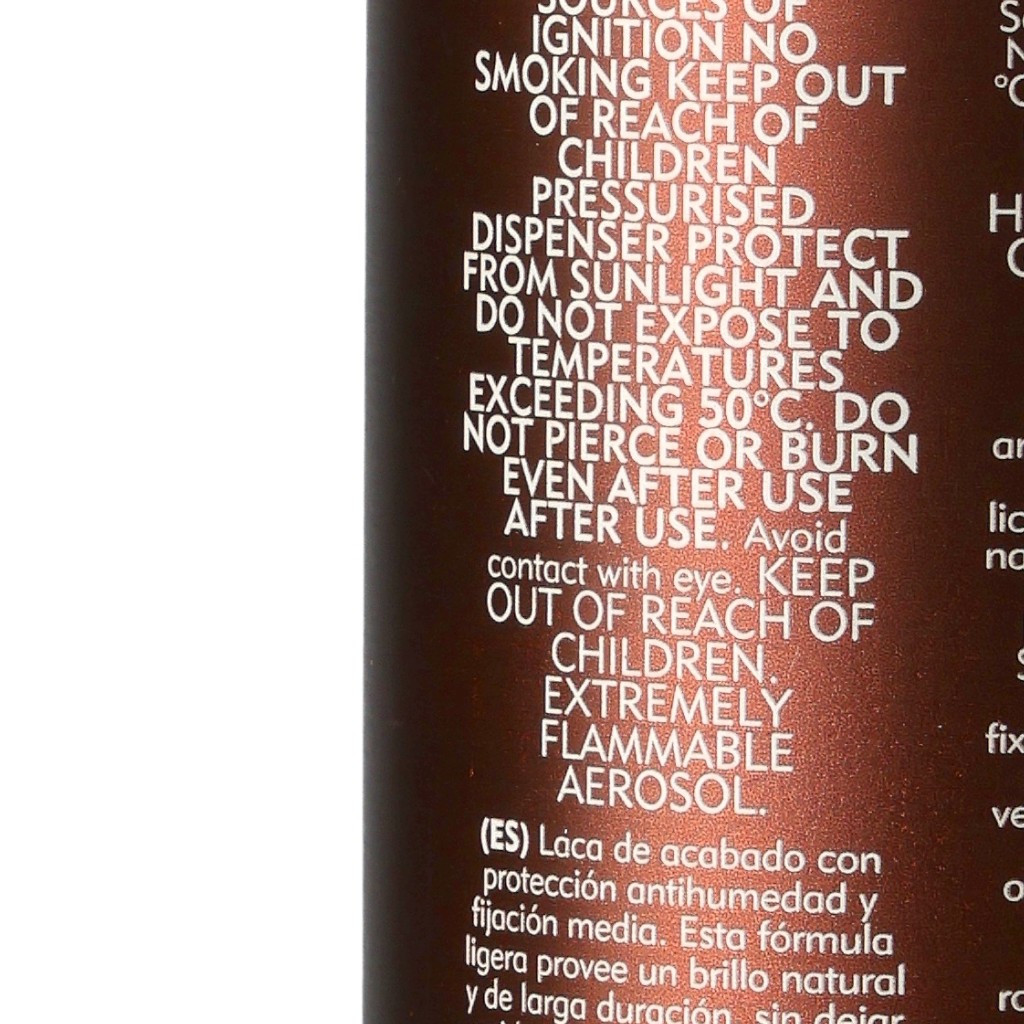 SOURCES OF
IGNITION NO
SMOKING KEEP OUT
OF REACH OF
CHILDREN
PRESSURISED
DISPENSER PROTECT
FROM SUNLIGHT AND
DO NOT EXPOSE TO
TEMPERATURES
EXCEEDING 50°C. DO
NOT PIERCE OR BURN
EVEN AFTER USE
AFTER USE. Avoid
contact with eye. KEEP
OUT OF REACH OF
CHILDREN.
EXTREMELY
FLAMMABLE
AEROSOL.
(ES) Laca de acabado con
protección antihumedad y
fijación media. Esta fórmula
ligera provee un brillo natural
y de larga duración, sin dejar